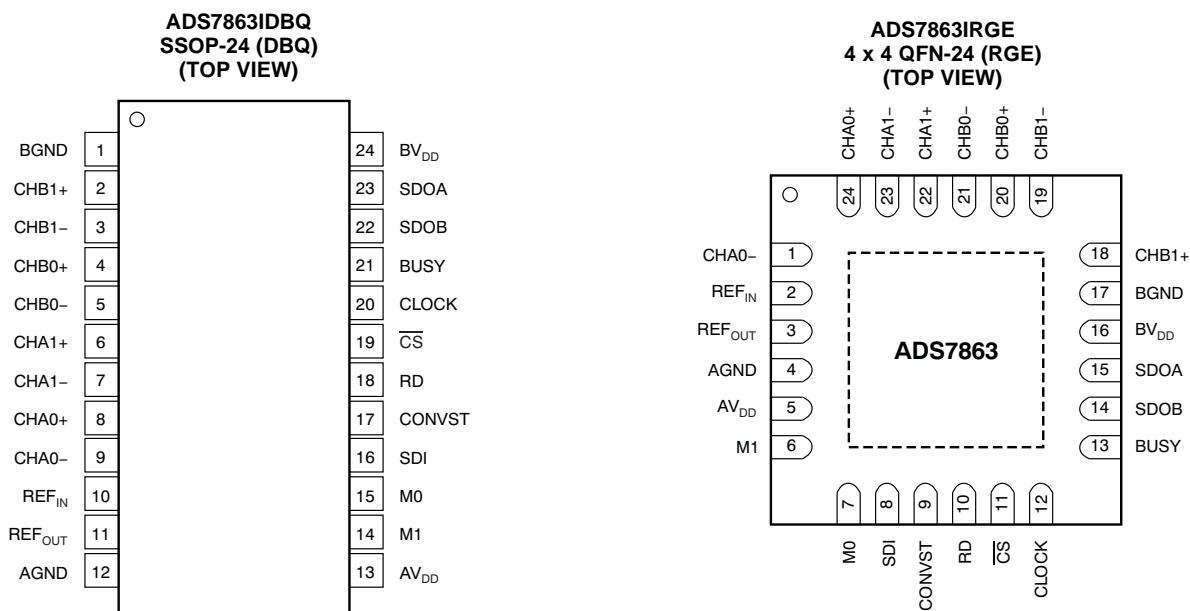 ADS7863IDBQ
SSOP-24 (DBQ)
(TOP VIEW)
BGND 1
CHB1+ 2
CHB1− 3
CHB0+ 4
CHB0− 5
CHA1+ 6
CHA1− 7
CHA0+ 8
CHA0− 9
REFIN 10
REFOUT 11
AGND 12
24 BVDD
23 SDOA
22 SDOB
21 BUSY
20 CLOCK
19 C̅S̅
18 RD
17 CONVST
16 SDI
15 M0
14 M1
13 AVDD
ADS7863IRGE
4 x 4 QFN-24 (RGE)
(TOP VIEW)
CHA0+ CHA1− CHA1+ CHB0− CHB0+ CHB1−
24 23 22 21 20 19
CHA0− 1
REFIN 2
REFOUT 3
AGND 4
AVDD 5
M1 6
ADS7863
18 CHB1+
17 BGND
16 BVDD
15 SDOA
14 SDOB
13 BUSY
7 8 9 10 11 12
M0 SDI CONVST RD C̅S̅ CLOCK